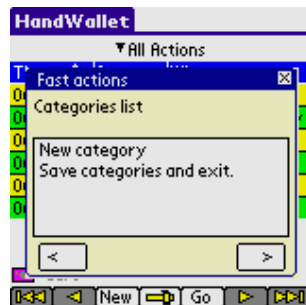 HandWallet
▼All Actions
Fast actions
Categories list
New category
Save categories and exit.
< >
New Go